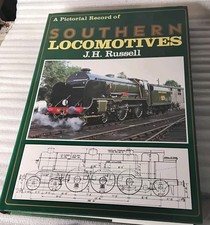 A Pictorial Record of
SOUTHERN
LOCOMOTIVES
J. H. Russell